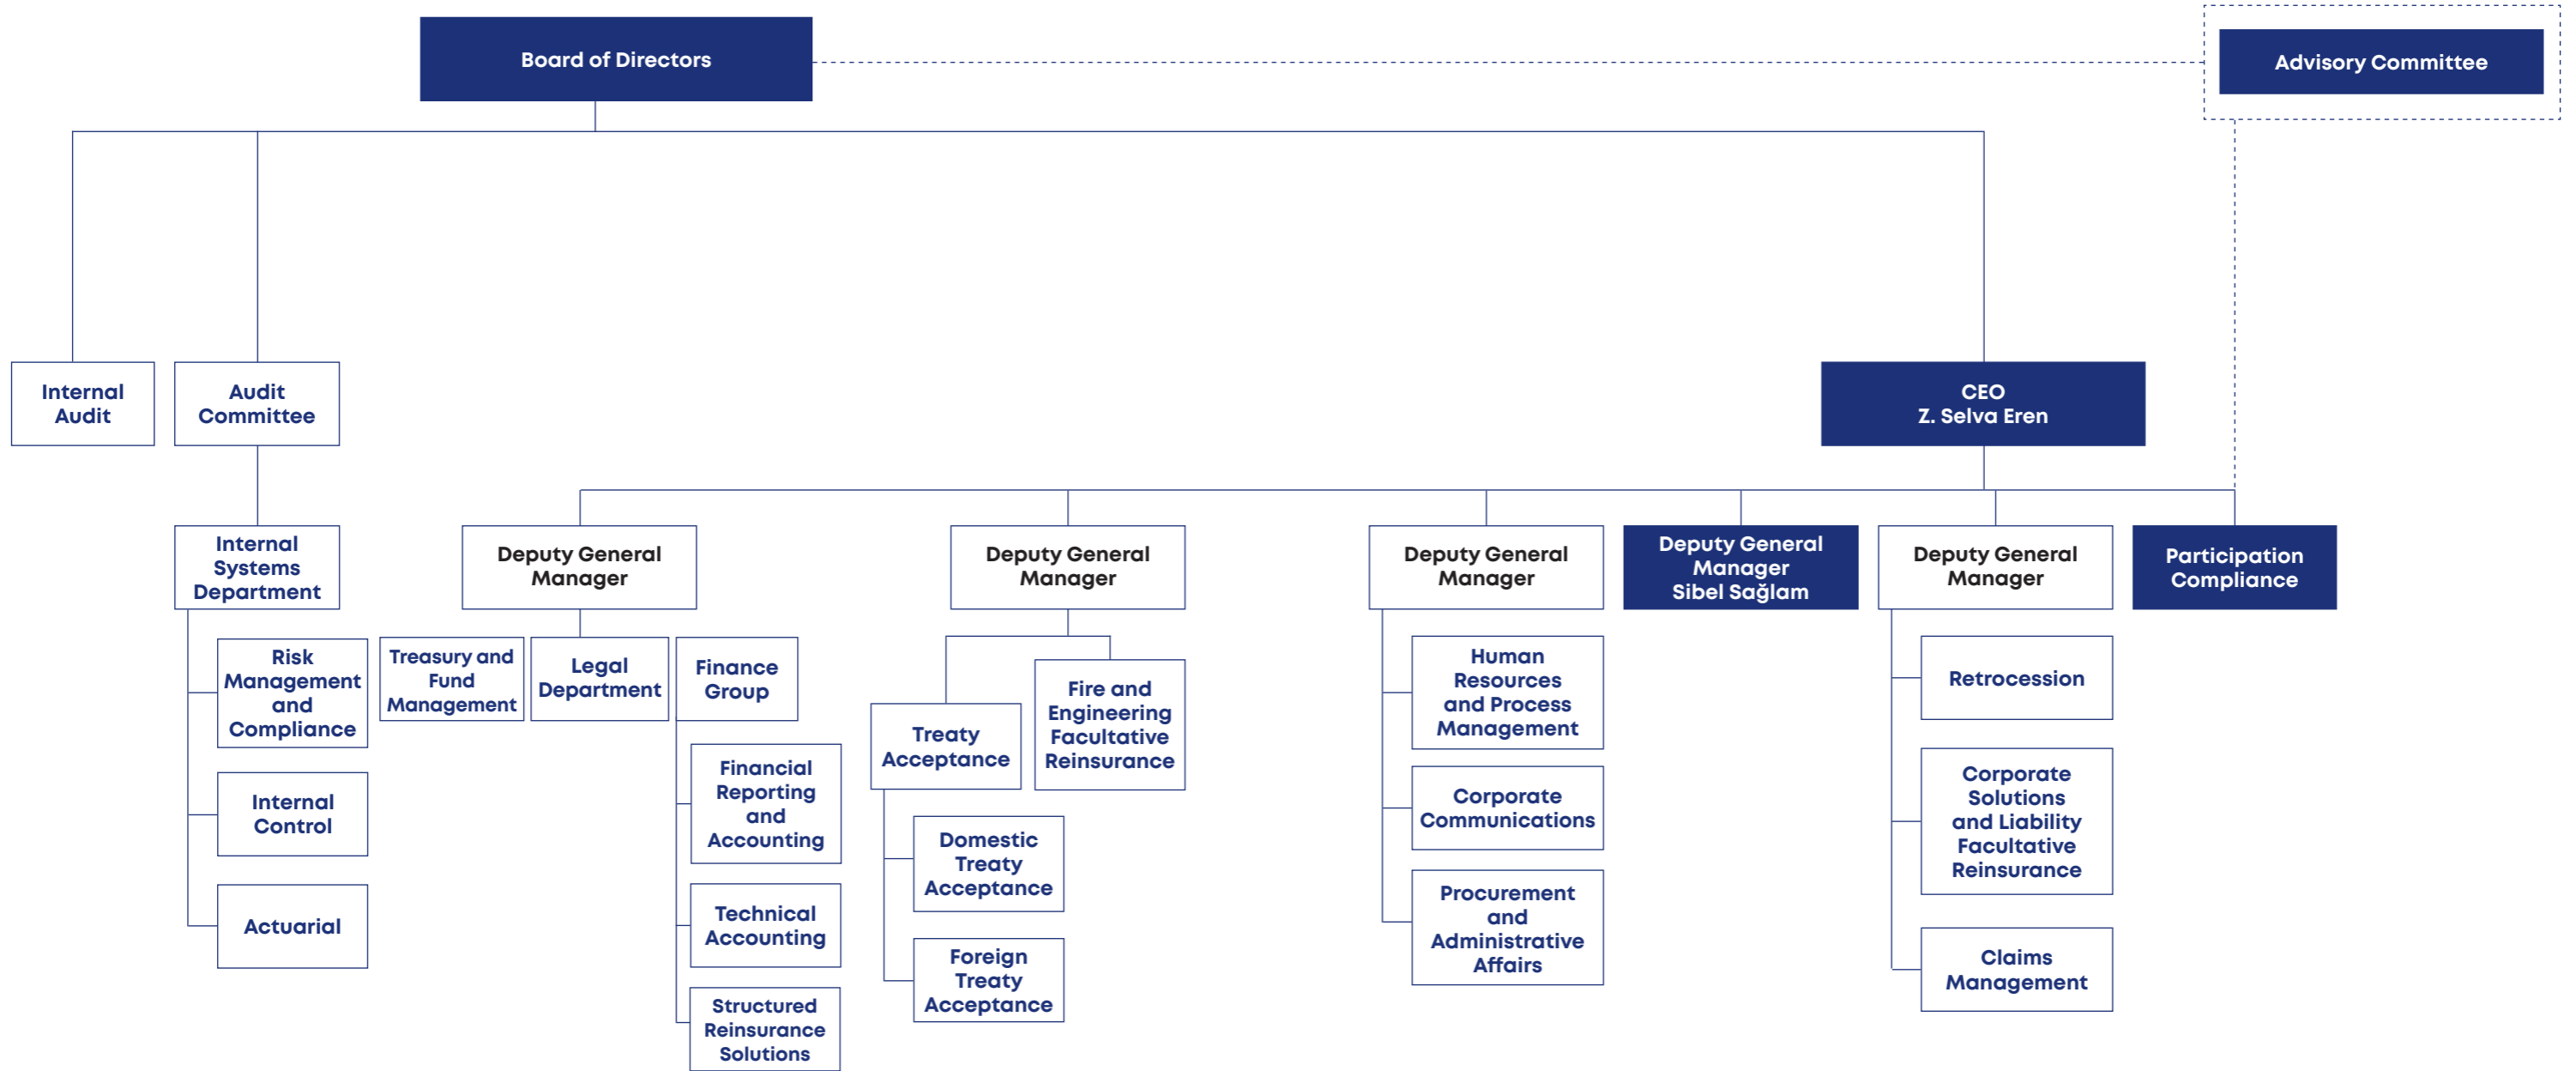 Board of Directors
Advisory Committee
Internal
Audit
Audit
Committee
CEO
Z. Selva Eren
Internal
Systems
Department
Deputy General
Manager
Deputy General
Manager
Deputy General
Manager
Deputy General
Manager
Sibel Sağlam
Deputy General
Manager
Participation
Compliance
Risk
Management
and
Compliance
Internal
Control
Actuarial
Treasury and
Fund
Management
Legal
Department
Finance
Group
Financial
Reporting
and
Accounting
Technical
Accounting
Structured
Reinsurance
Solutions
Treaty
Acceptance
Fire and
Engineering
Facultative
Reinsurance
Domestic
Treaty
Acceptance
Foreign
Treaty
Acceptance
Human
Resources
and Process
Management
Corporate
Communications
Procurement
and
Administrative
Affairs
Retrocession
Corporate
Solutions
and Liability
Facultative
Reinsurance
Claims
Management